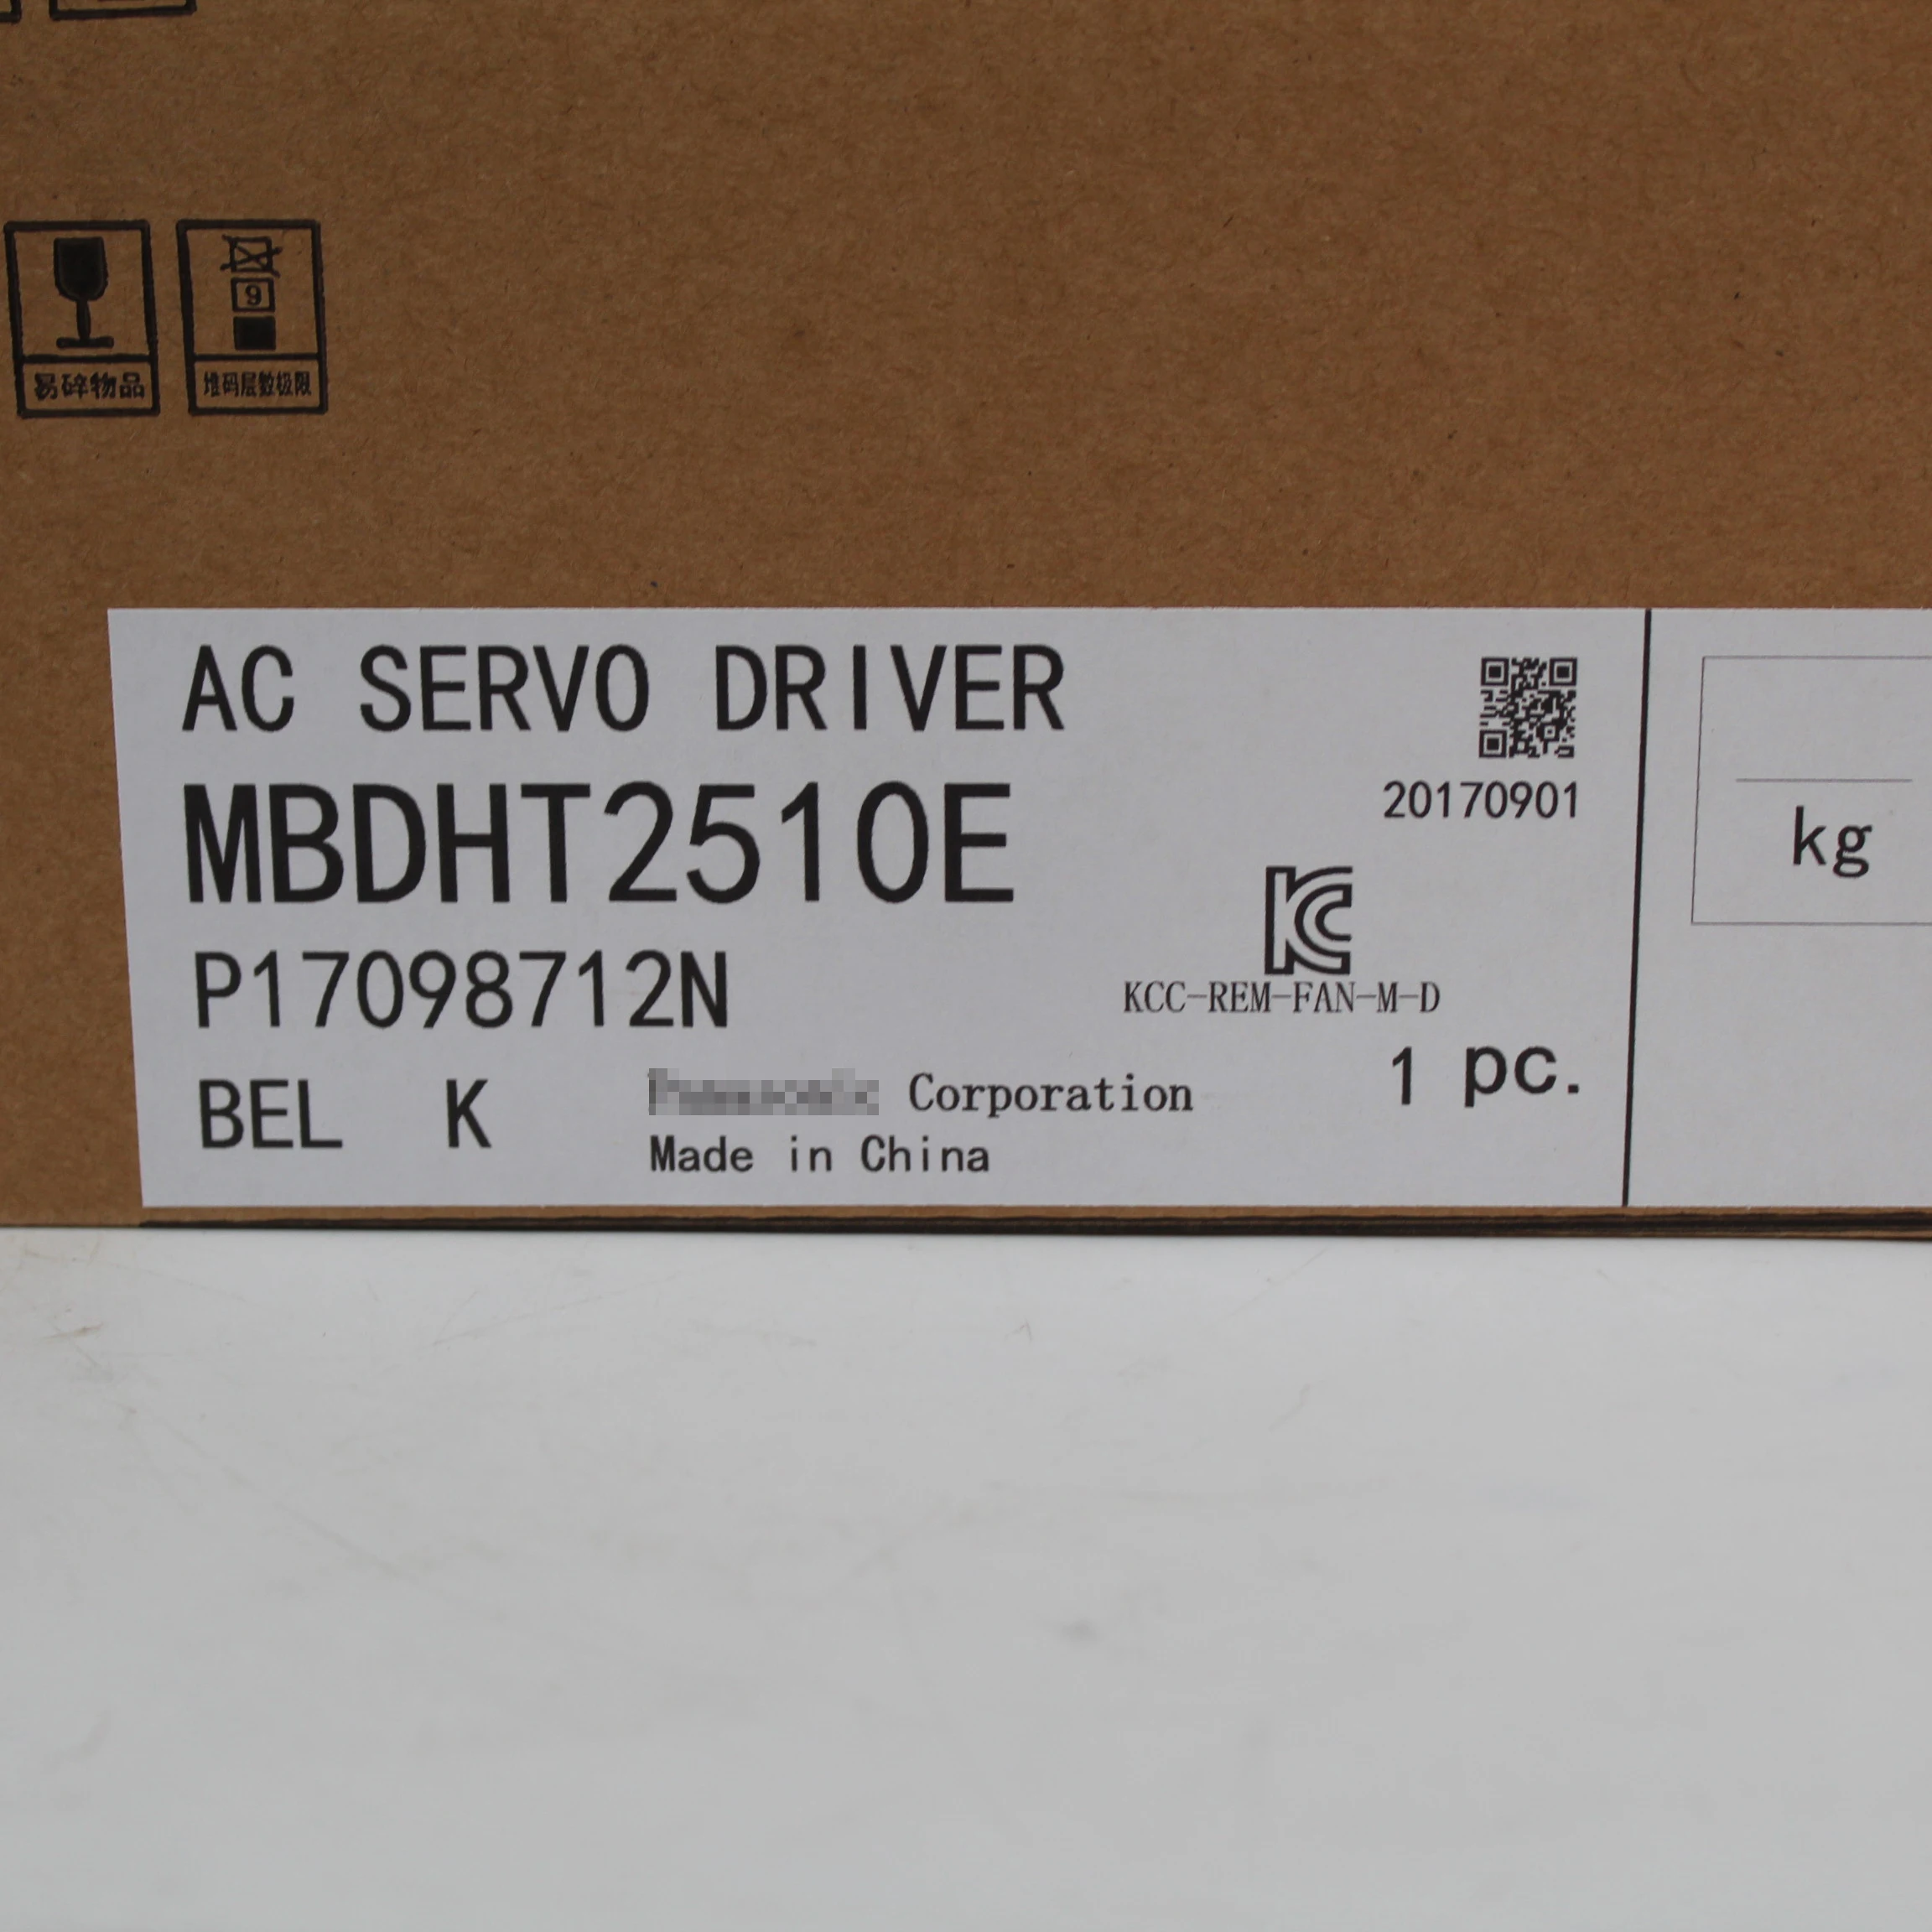 9
易碎物品
堆码层数极限
AC SERVO DRIVER
20170901
MBDHT2510E
kg
KC
P17098712N
KCC-REM-FAN-M-D
BEL K
Corporation
1 pc.
Made in China